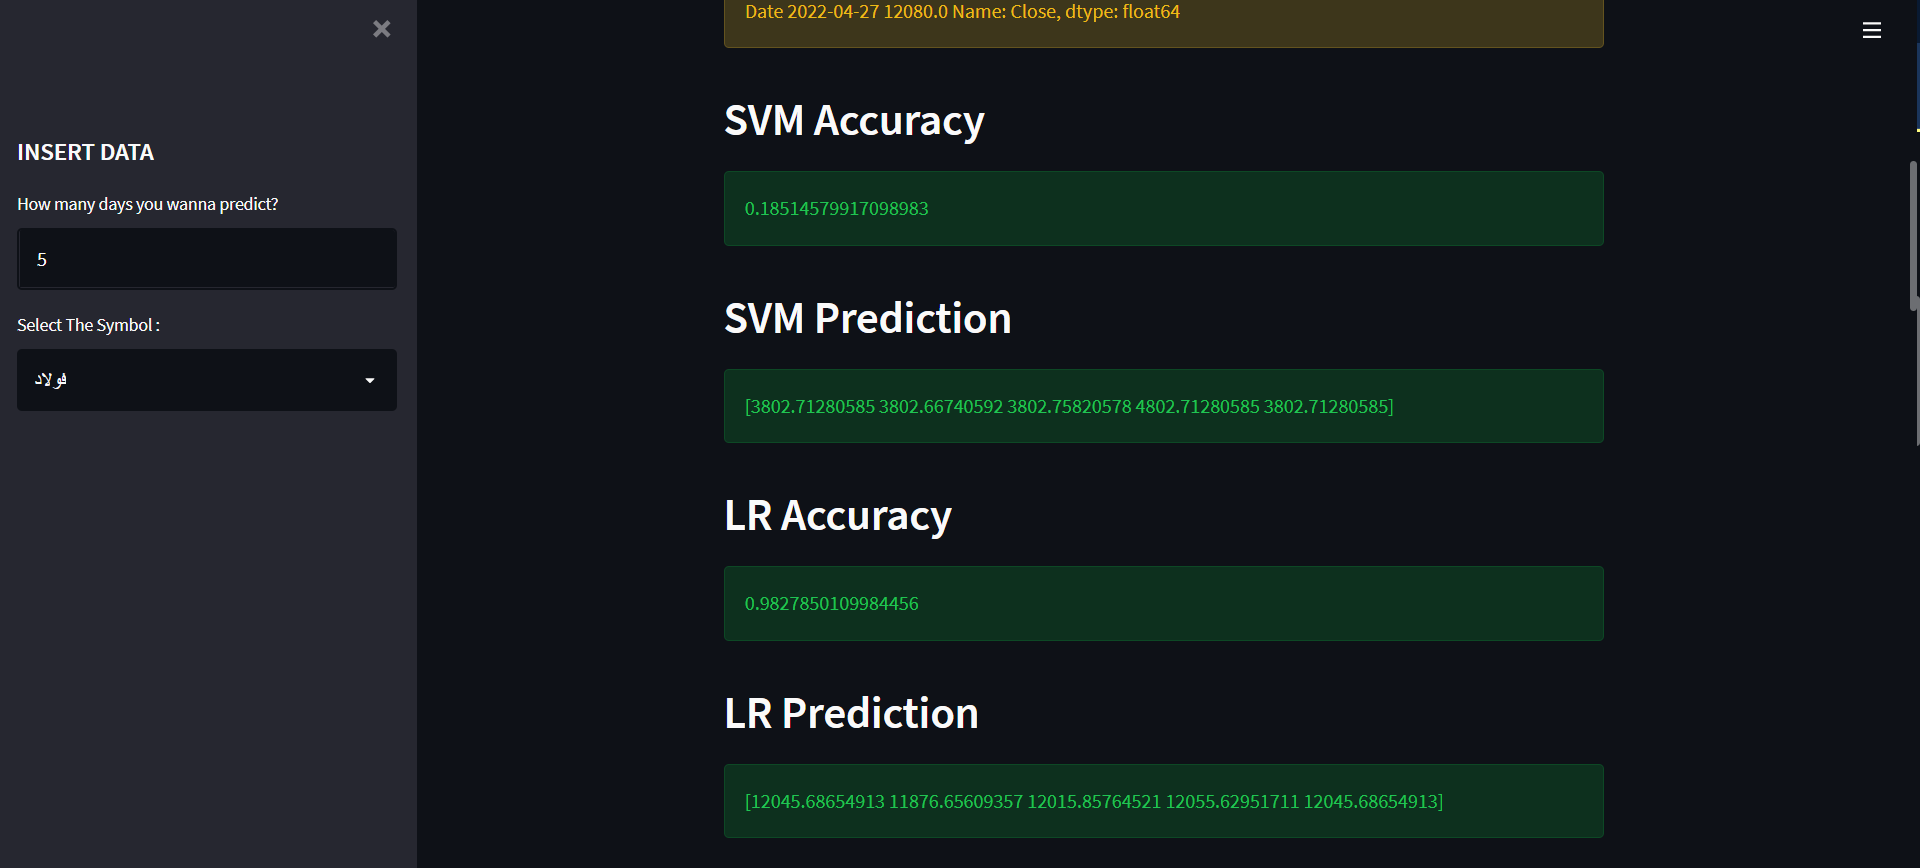 INSERT DATA
How many days you wanna predict?
5
Select The Symbol :
فولاد
Date 2022-04-27 12080.0 Name: Close, dtype: float64
SVM Accuracy
0.18514579917098983
SVM Prediction
[3802.71280585 3802.66740592 3802.75820578 4802.71280585 3802.71280585]
LR Accuracy
0.9827850109984456
LR Prediction
[12045.68654913 11876.65609357 12015.85764521 12055.62951711 12045.68654913]